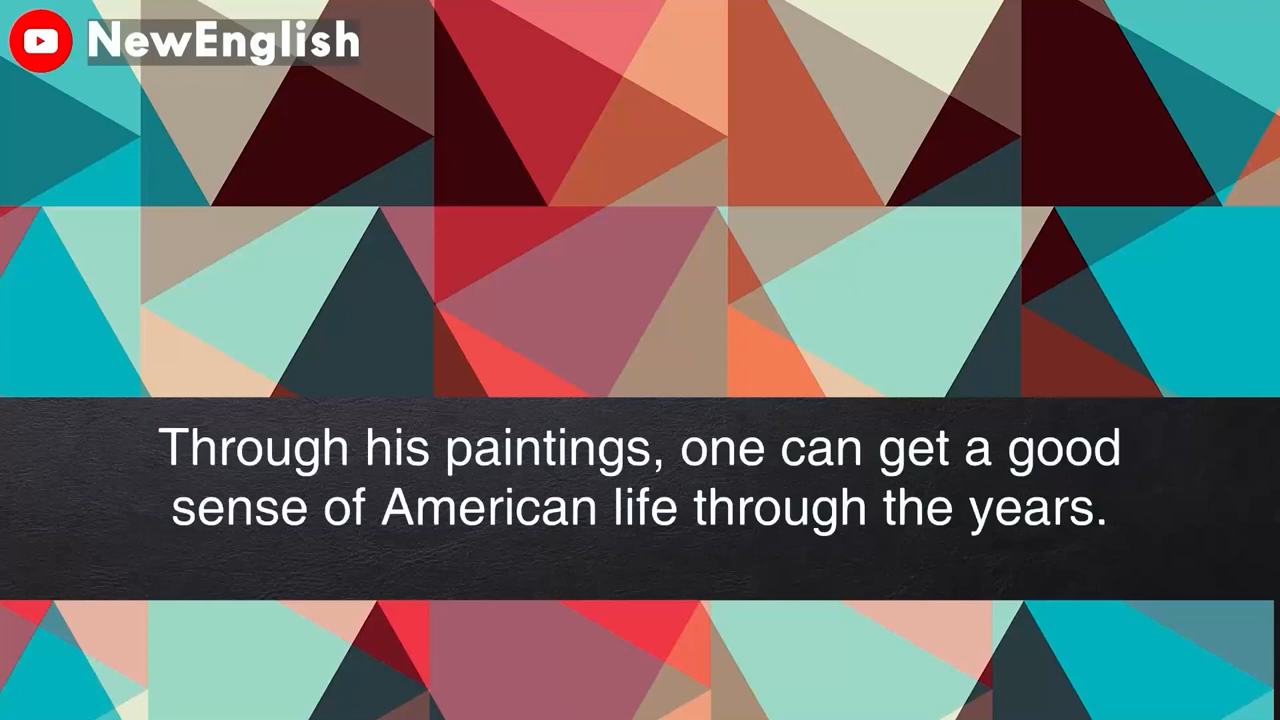 NewEnglish
Through his paintings, one can get a good
sense of American life through the years.